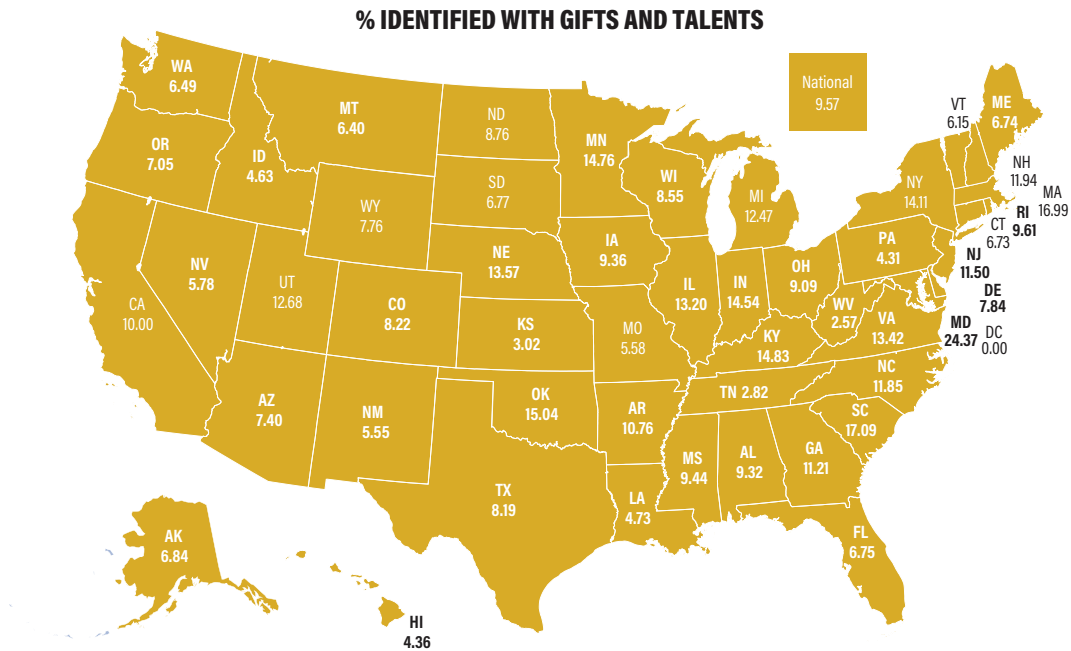 % IDENTIFIED WITH GIFTS AND TALENTS
National
9.57
WA
6.49
OR
7.05
ID
4.63
MT
6.40
ND
8.76
SD
6.77
WY
7.76
NE
13.57
MN
14.76
WI
8.55
MI
12.47
IA
9.36
NV
5.78
UT
12.68
CA
10.00
CO
8.22
KS
3.02
MO
5.58
IL
13.20
IN
14.54
OH
9.09
KY
14.83
WV
2.57
VA
13.42
PA
4.31
NY
14.11
VT
6.15
ME
6.74
NH
11.94
MA
16.99
RI
9.61
CT
6.73
NJ
11.50
DE
7.84
MD
24.37
DC
0.00
NC
11.85
TN 2.82
SC
17.09
AZ
7.40
NM
5.55
OK
15.04
AR
10.76
TX
8.19
LA
4.73
MS
9.44
AL
9.32
GA
11.21
FL
6.75
AK
6.84
HI
4.36